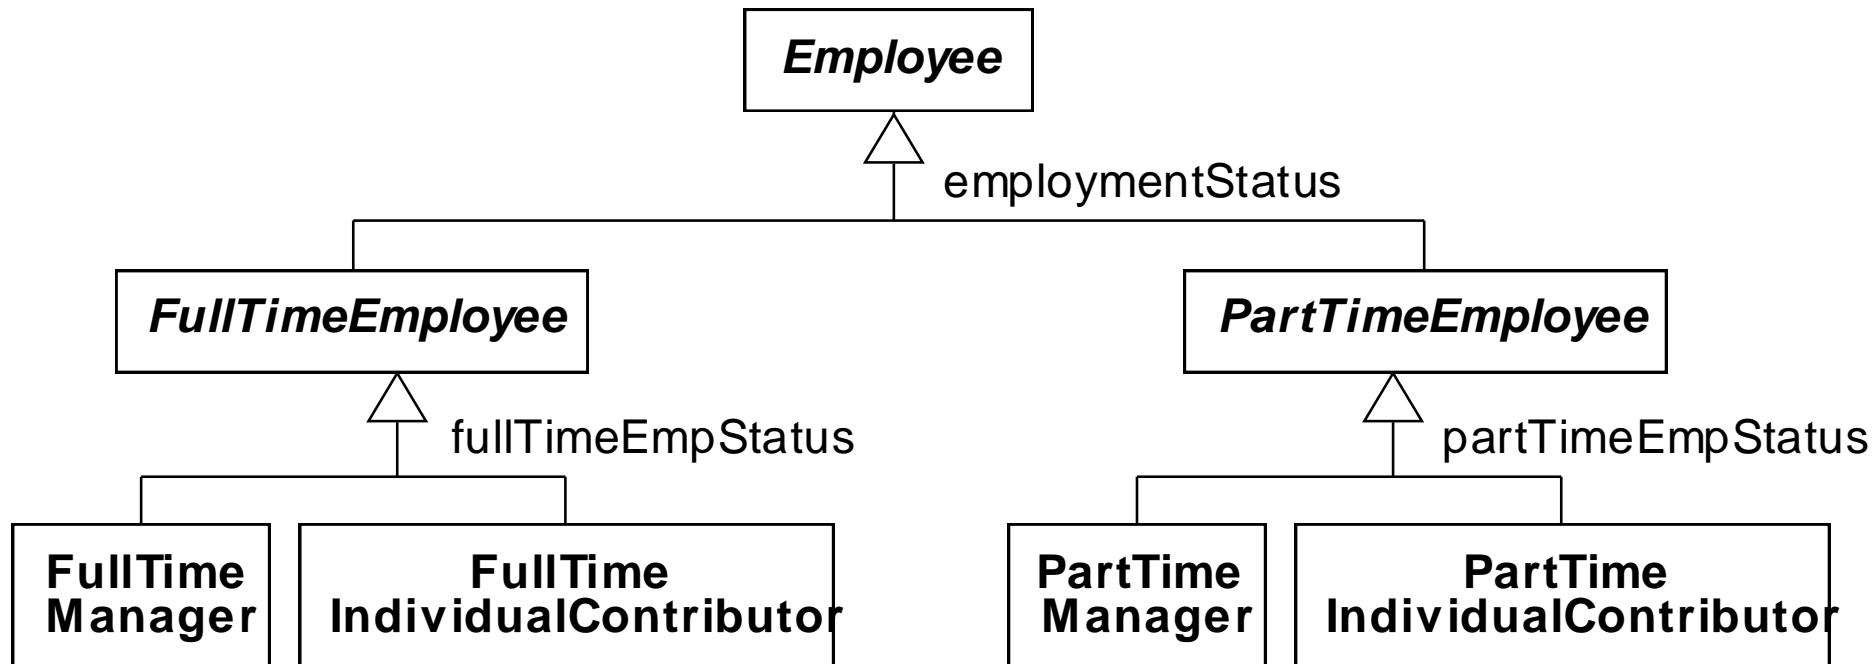 Employee
employmentStatus
FullTimeEmployee
PartTimeEmployee
fullTimeEmpStatus
partTimeEmpStatus
FullTime
Manager
FullTime
IndividualContributor
PartTime
Manager
PartTime
IndividualContributor